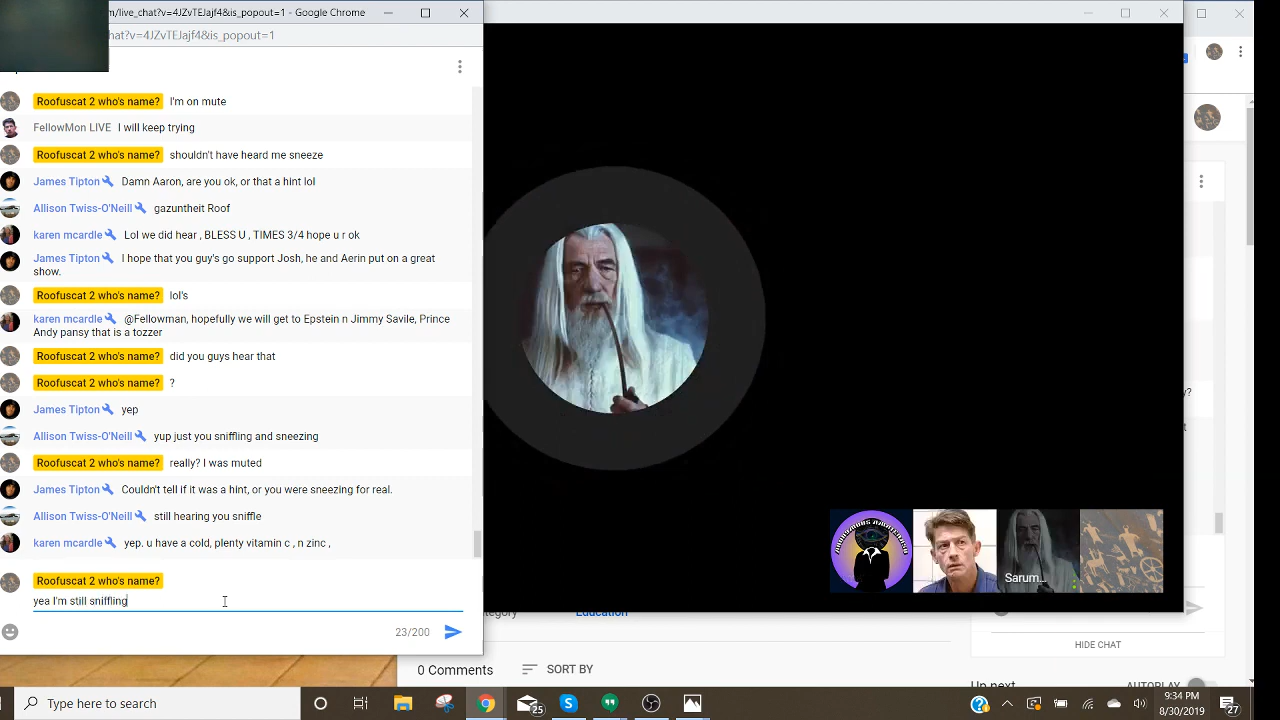 m/live_chat?v=4JZvTEJajf4&is_popout=1 - Google Chrome
chat?v=4JZvTEJajf4&is_popout=1
Roofuscat 2 who's name? I'm on mute
FellowMon LIVE I will keep trying
Roofuscat 2 who's name? shouldn't have heard me sneeze
James Tipton Damn Aaron, are you ok, or that a hint lol
Allison Twiss-O'Neill gazuntheit Roof
karen mcardle Lol we did hear , BLESS U , TIMES 3/4 hope u r ok
James Tipton I hope that you guy's go support Josh, he and Aerin put on a great
show.
Roofuscat 2 who's name? lol's
karen mcardle @Fellowman, hopefully we will get to Epstein n Jimmy Savile, Prince
Andy pansy that is a tozzer
Roofuscat 2 who's name? did you guys hear that
Roofuscat 2 who's name? ?
James Tipton yep
Allison Twiss-O'Neill yup just you sniffling and sneezing
Roofuscat 2 who's name? really? I was muted
James Tipton Couldn't tell if it was a hint, or you were sneezing for real.
Allison Twiss-O'Neill still hearing you sniffle
karen mcardle yep. u have a cold, plenty vitamin c , n zinc ,
Roofuscat 2 who's name?
yea I'm still sniffling
23/200
Sarum...
y?
t
tegory Education
HIDE CHAT
0 Comments SORT BY
Up next AUTOPLAY
Type here to search
25
9:34 PM
8/30/2019
27